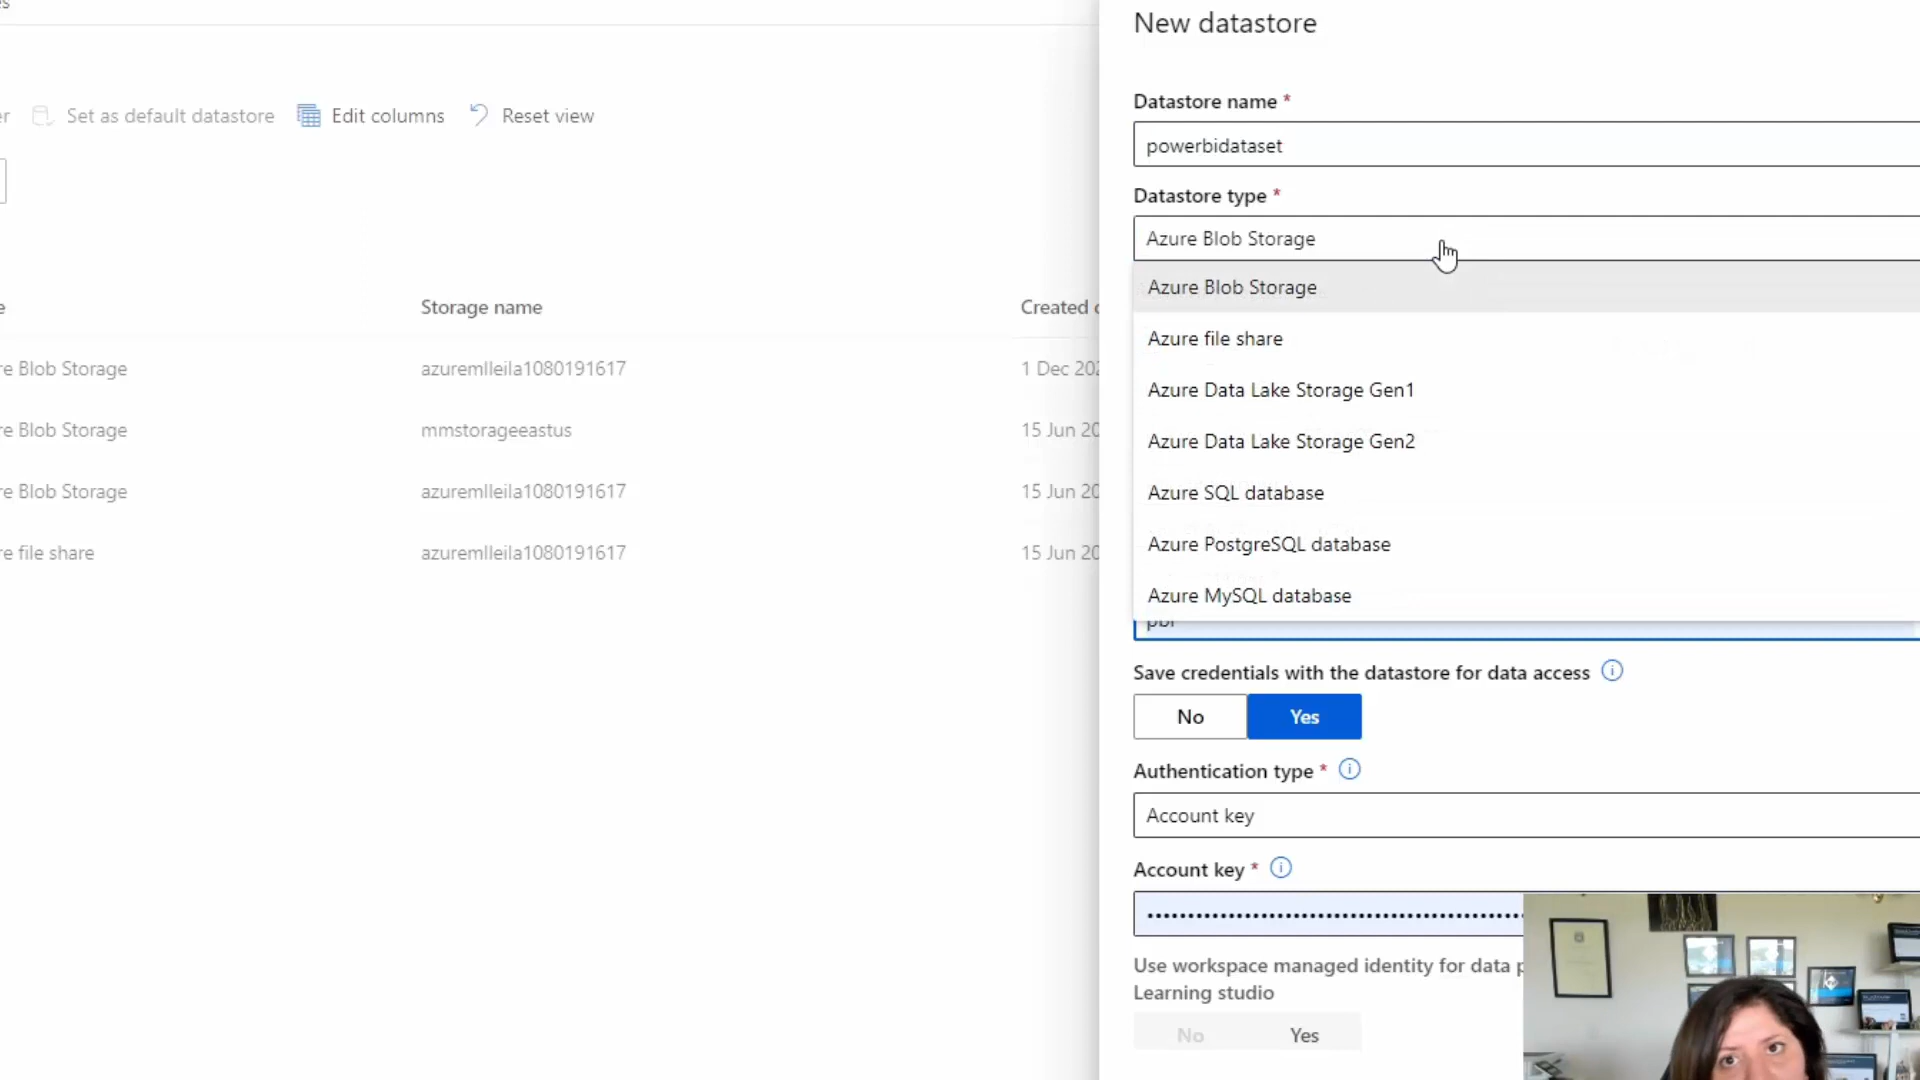 New datastore
Datastore name *
Set as default datastore
Edit columns
Reset view
powerbidataset
Datastore type *
Azure Blob Storage
Azure Blob Storage
Storage name
Created
Azure file share
Blob Storage
azuremlleila1080191617
1 Dec
Azure Data Lake Storage Gen1
Blob Storage
mmstorageeastus
15 Jun
Azure Data Lake Storage Gen2
Blob Storage
azuremlleila1080191617
15 Jun
Azure SQL database
file share
azuremlleila1080191617
15 Jun
Azure PostgreSQL database
Azure MySQL database
pbi
Save credentials with the datastore for data access
No
Yes
Authentication type *
Account key
Account key *
Use workspace managed identity for data
Learning studio
No
Yes